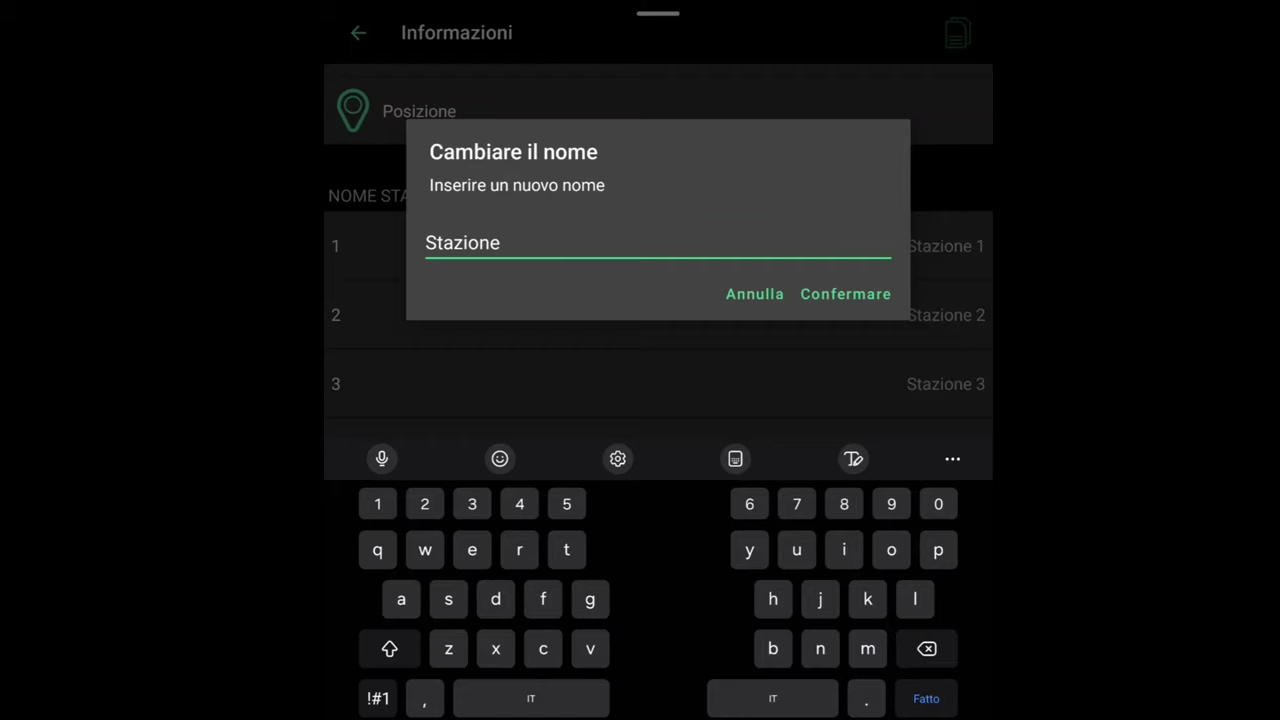 Informazioni
Posizione
Cambiare il nome
Inserire un nuovo nome
NOME STA
Stazione
1 Stazione 1
Annulla Confermare
2 Stazione 2
3 Stazione 3
1 2 3 4 5 6 7 8 9 0
q w e r t y u i o p
a s d f g h j k l
z x c v b n m
!#1 , IT IT . Fatto